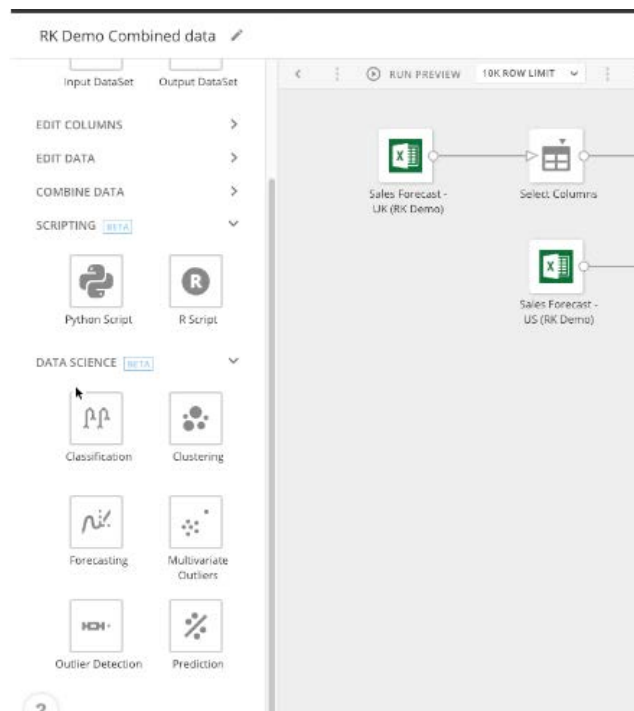 RK Demo Combined data
Input DataSet
Output DataSet
EDIT COLUMNS
EDIT DATA
COMBINE DATA
SCRIPTING BETA
Python Script
R
R Script
DATA SCIENCE BETA
Classification
Clustering
Forecasting
Multivariate
Outliers
Outlier Detection
Prediction
RUN PREVIEW
10K ROW LIMIT
X
Sales Forecast -
UK (RK Demo)
Select Columns
X
Sales Forecast -
US (RK Demo)